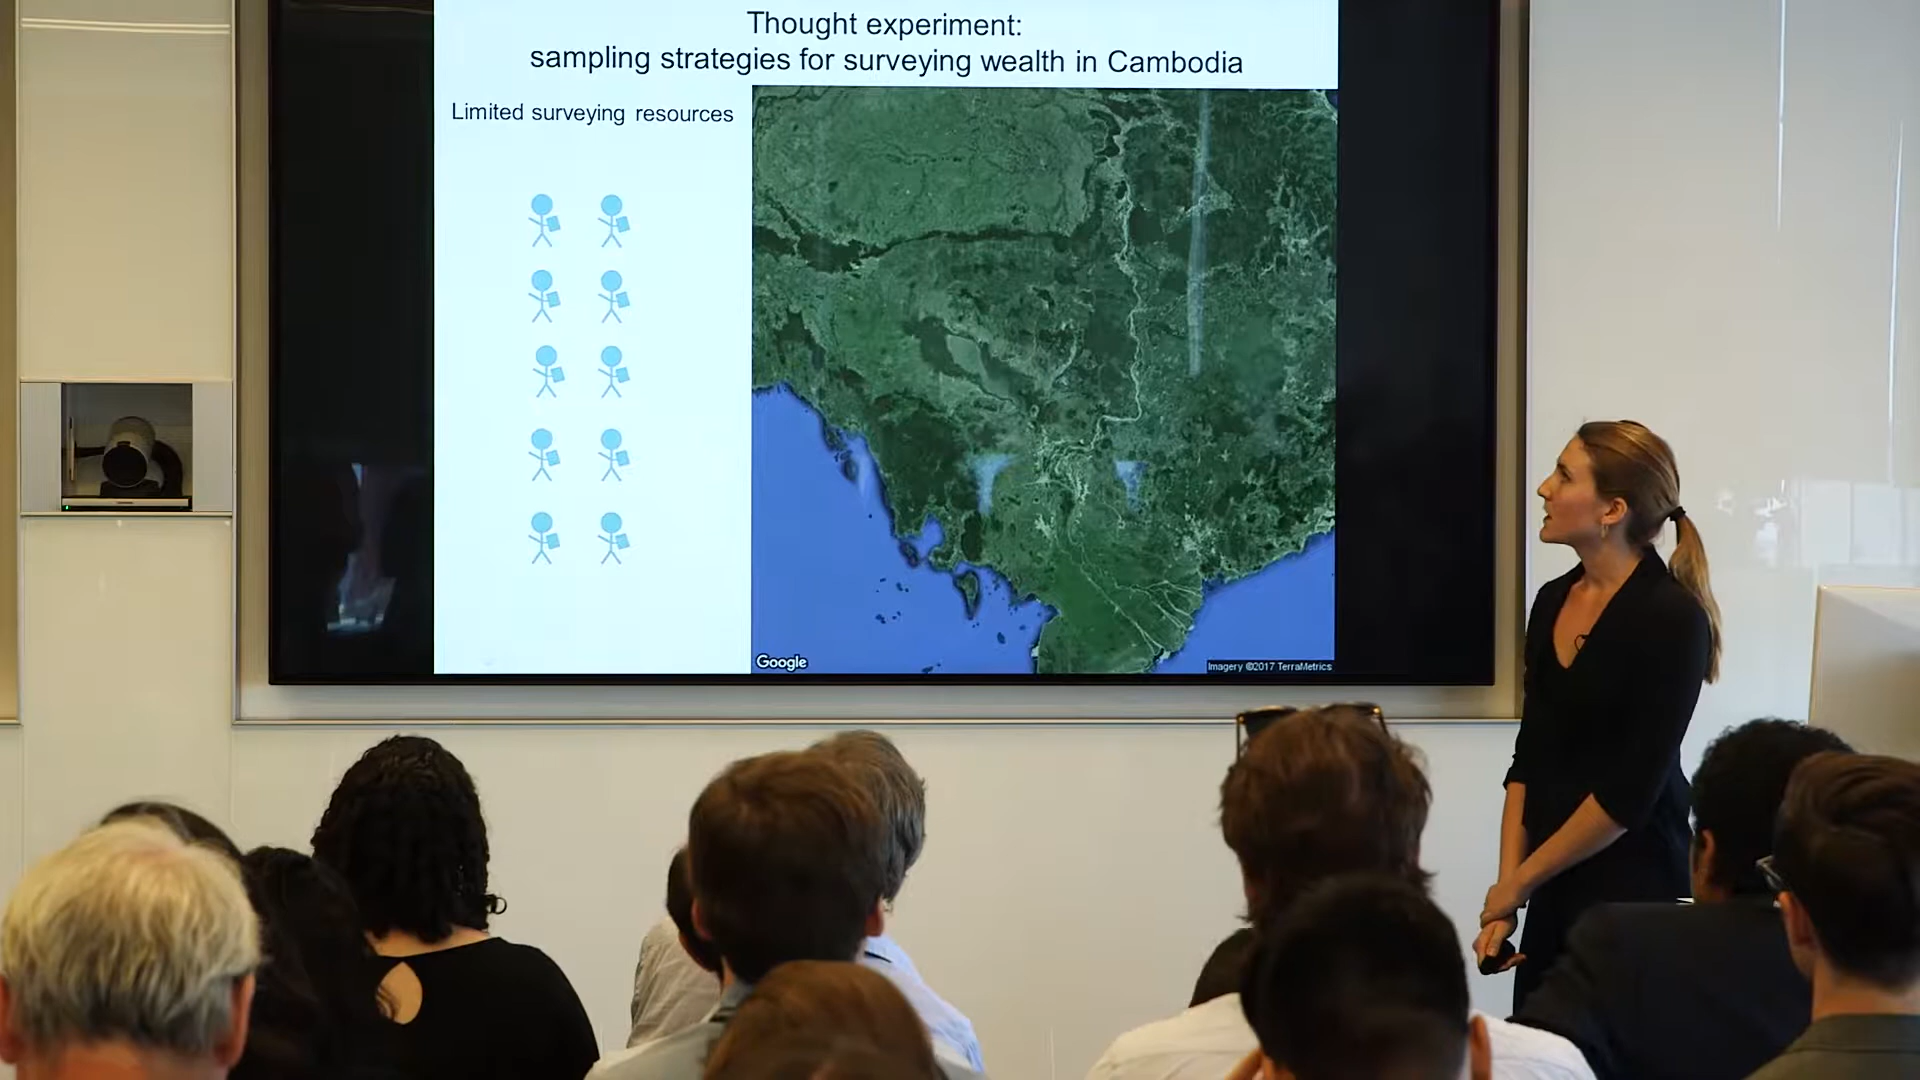 Thought experiment:
sampling strategies for surveying wealth in Cambodia
Limited surveying resources
Google
Imagery ©2017 TerraMetrics